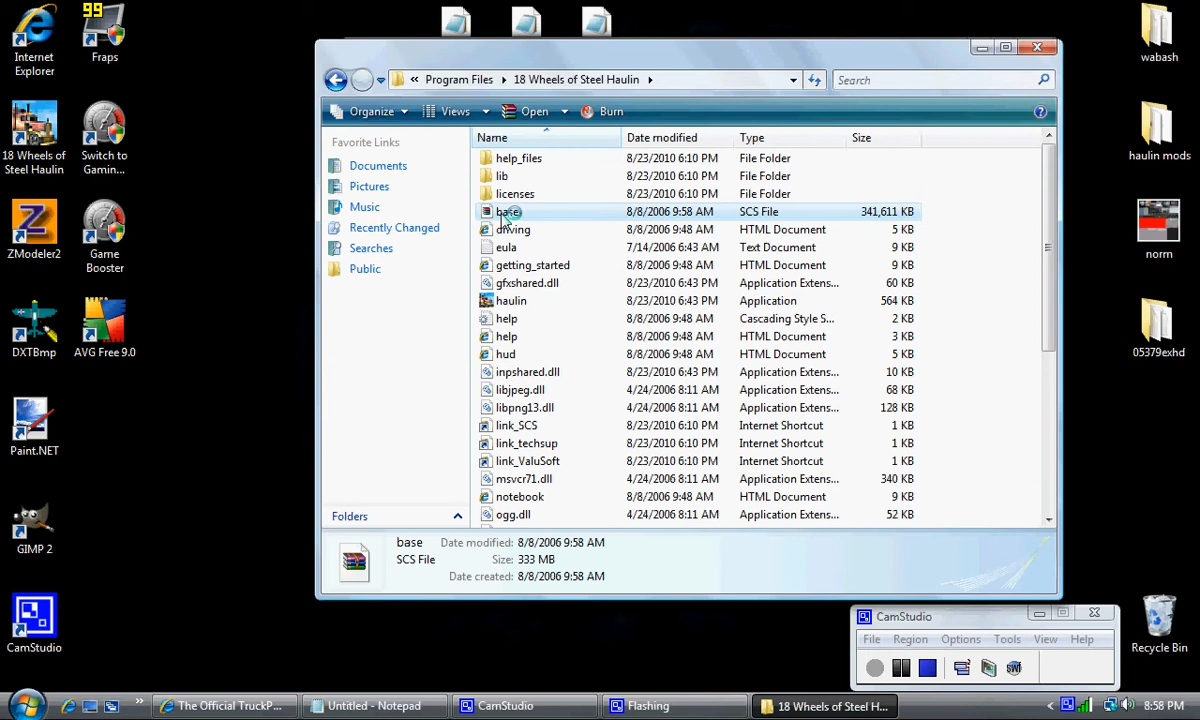 99
Internet Explorer
Fraps
18 Wheels of Steel Haulin
Switch to Gamin...
ZModeler2
Game Booster
DXTBmp
AVG Free 9.0
Paint.NET
GIMP 2
CamStudio
wabash
haulin mods
norm
05379exhd
Recycle Bin
« Program Files 18 Wheels of Steel Haulin
Search
Organize Views Open Burn
Favorite Links
Documents
Pictures
Music
Recently Changed
Searches
Public
Folders
Name Date modified Type Size
help_files 8/23/2010 6:10 PM File Folder
lib 8/23/2010 6:10 PM File Folder
licenses 8/23/2010 6:10 PM File Folder
base 8/8/2006 9:58 AM SCS File 341,611 KB
driving 8/8/2006 9:48 AM HTML Document 5 KB
eula 7/14/2006 6:43 AM Text Document 9 KB
getting_started 8/8/2006 9:48 AM HTML Document 9 KB
gfxshared.dll 8/23/2010 6:43 PM Application Extens... 60 KB
haulin 8/23/2010 6:43 PM Application 564 KB
help 8/8/2006 9:48 AM Cascading Style S... 2 KB
help 8/8/2006 9:48 AM HTML Document 3 KB
hud 8/8/2006 9:48 AM HTML Document 5 KB
inpshared.dll 8/23/2010 6:43 PM Application Extens... 10 KB
libjpeg.dll 4/24/2006 8:11 AM Application Extens... 68 KB
libpng13.dll 4/24/2006 8:11 AM Application Extens... 128 KB
link_SCS 8/23/2010 6:10 PM Internet Shortcut 1 KB
link_techsup 8/23/2010 6:10 PM Internet Shortcut 1 KB
link_ValuSoft 8/23/2010 6:10 PM Internet Shortcut 1 KB
msvcr71.dll 4/24/2006 8:11 AM Application Extens... 340 KB
notebook 8/8/2006 9:48 AM HTML Document 9 KB
ogg.dll 4/24/2006 8:11 AM Application Extens... 52 KB
base Date modified: 8/8/2006 9:58 AM
SCS File Size: 333 MB
Date created: 8/8/2006 9:58 AM
CamStudio
File Region Options Tools View Help
SWF
The Official TruckP... Untitled - Notepad CamStudio Flashing 18 Wheels of Steel H... 8:58 PM